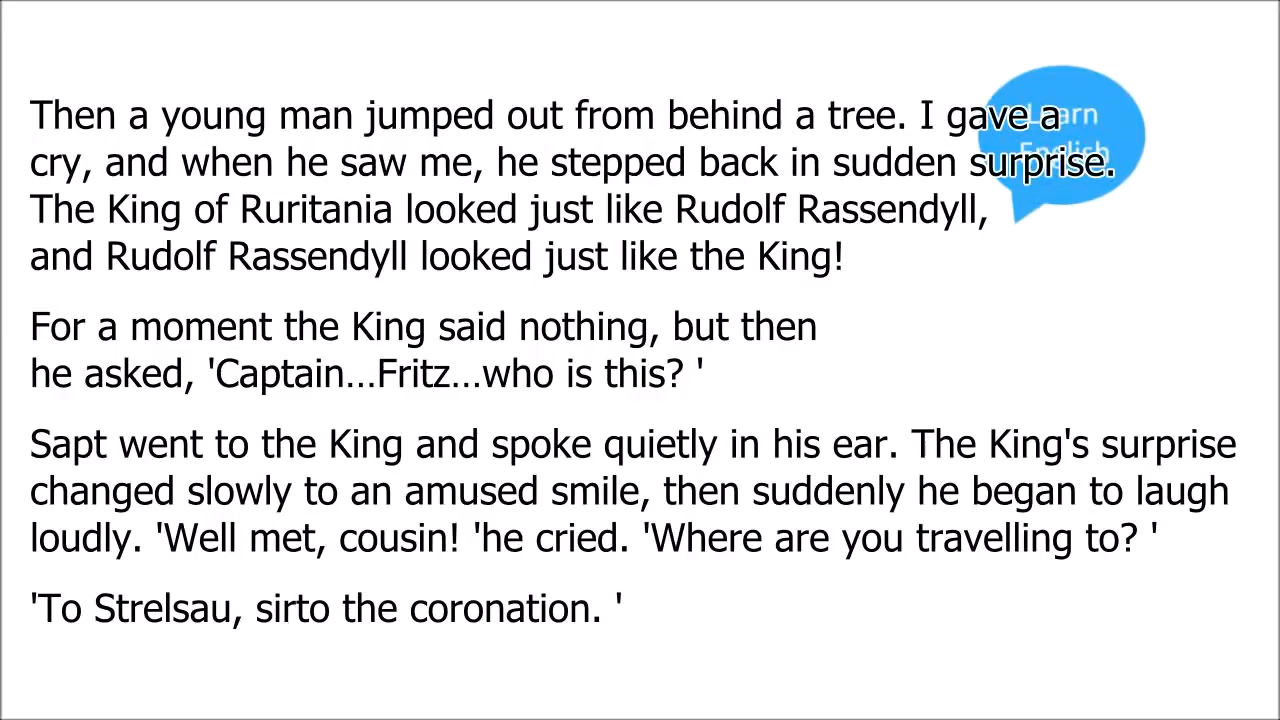 Then a young man jumped out from behind a tree. I gave a
cry, and when he saw me, he stepped back in sudden surprise.
The King of Ruritania looked just like Rudolf Rassendyll,
and Rudolf Rassendyll looked just like the King!
For a moment the King said nothing, but then
he asked, 'Captain…Fritz…who is this? '
Sapt went to the King and spoke quietly in his ear. The King's surprise
changed slowly to an amused smile, then suddenly he began to laugh
loudly. 'Well met, cousin! 'he cried. 'Where are you travelling to? '
'To Strelsau, sirto the coronation. '
Learn
English